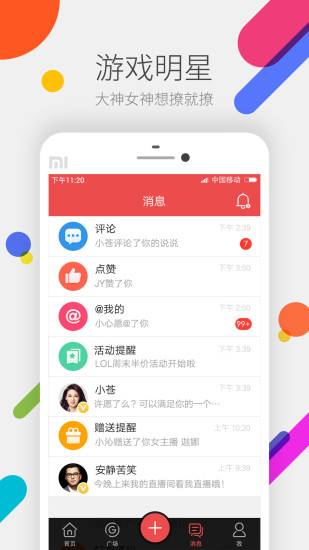 游戏明星
大神女神想撩就撩
mi
下午11:20
中国移动
消息
评论
下午 2:39
小苍评论了你的说说
7
点赞
下午 3:50
JY赞了你
@我的
下午 2:50
小心愿@了你
99+
活动提醒
下午 3:39
LOL周末半价活动开始啦
小苍
下午 3:39
许愿了么？可以满足你的一个...
赠送提醒
上午 10:20
小沁赠送了你女主播 迦娜
安静苦笑
上午 9:39
今晚上来我的直播间看我直播哦！
首页
广场
消息
我